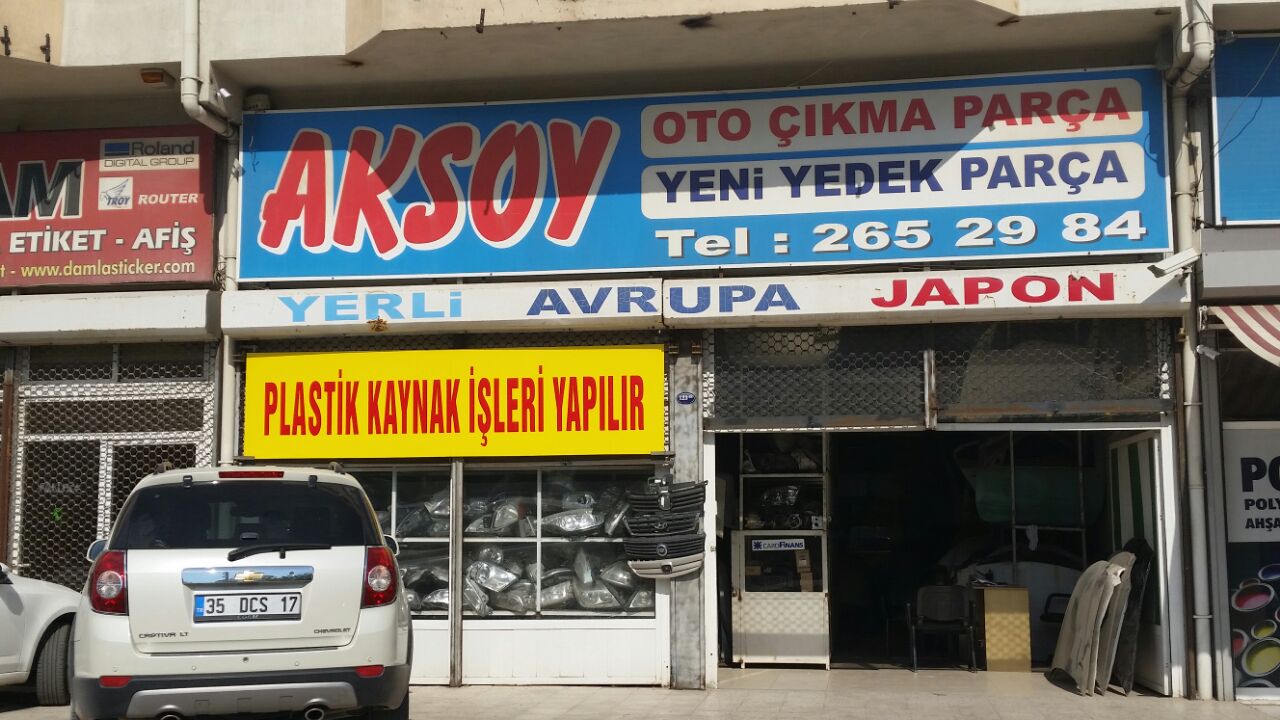 AM
Roland
DIGITAL GROUP
TROY ROUTER
ETİKET - AFİŞ
- www.damlasticker.com
AKSOY
OTO ÇIKMA PARÇA
YENİ YEDEK PARÇA
Tel : 265 29 84
YERLİ AVRUPA JAPON
PLASTİK KAYNAK İŞLERİ YAPILIR
CARDFİNANS
35 DCS 17
CAPTIVA LT CHEVROLET
PO
POLY
AHŞA